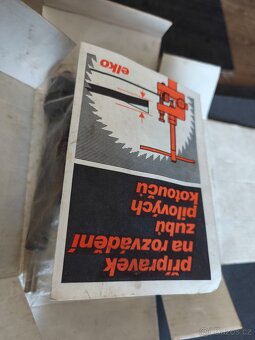 přípravek
na rozvádění
zubů
pilových
kotoučů
elko